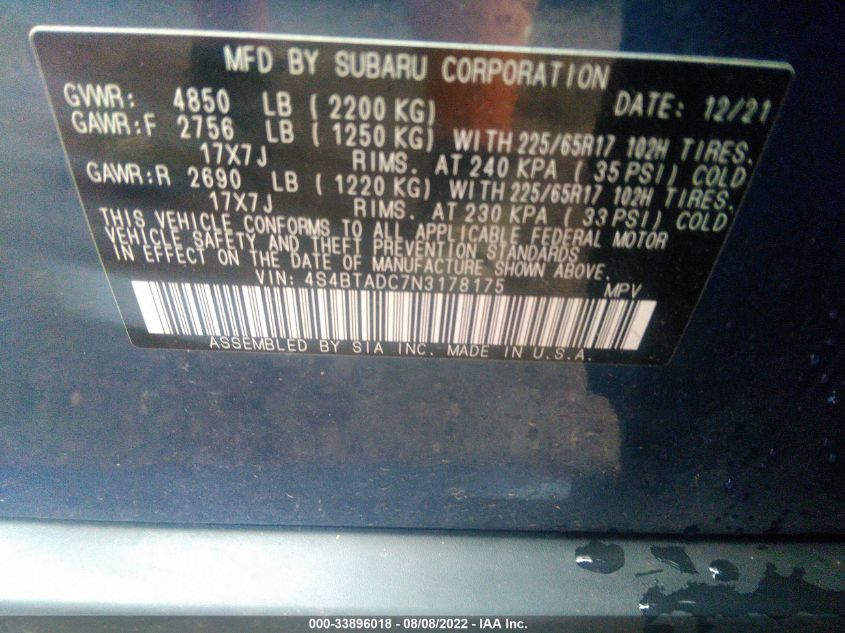 MFD BY SUBARU CORPORATION
GVWR: 4850 LB ( 2200 KG) DATE: 12/21
GAWR:F 2756 LB ( 1250 KG) WITH 225/65R17 102H TIRES.
17X7J RIMS. AT 240 KPA ( 35 PSI) COLD
GAWR:R 2690 LB ( 1220 KG) WITH 225/65R17 102H TIRES.
17X7J RIMS. AT 230 KPA ( 33 PSI) COLD
THIS VEHICLE CONFORMS TO ALL APPLICABLE FEDERAL MOTOR
VEHICLE SAFETY AND THEFT PREVENTION STANDARDS
IN EFFECT ON THE DATE OF MANUFACTURE SHOWN ABOVE.
VIN: 4S4BTADC7N3178175 MPV
ASSEMBLED BY SIA INC. MADE IN U.S.A.
000-33896018 - 08/08/2022 - IAA Inc.